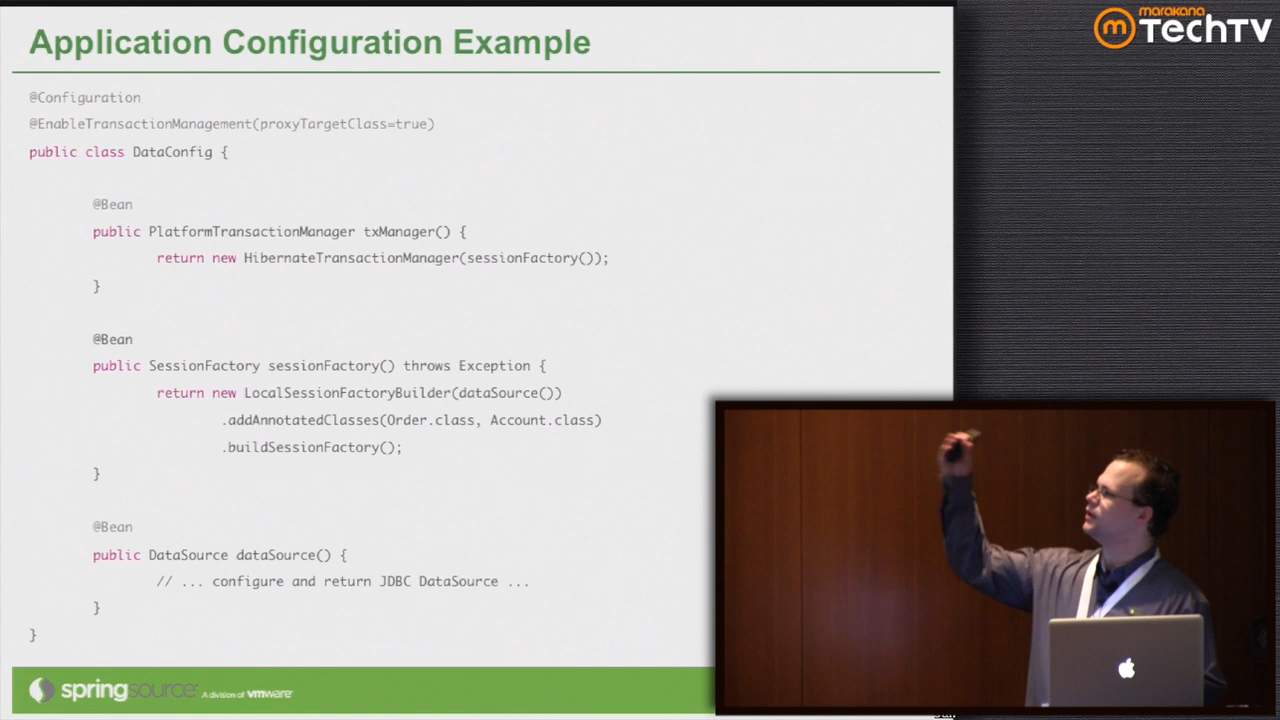 Application Configuration Example
marakana
TechTV
@Configuration
@EnableTransactionManagement(proxyTargetClass=true)
public class DataConfig {
@Bean
public PlatformTransactionManager txManager() {
return new HibernateTransactionManager(sessionFactory());
}
@Bean
public SessionFactory sessionFactory() throws Exception {
return new LocalSessionFactoryBuilder(dataSource())
.addAnnotatedClasses(Order.class, Account.class)
.buildSessionFactory();
}
@Bean
public DataSource dataSource() {
// ... configure and return JDBC DataSource ...
}
}
springsource A division of vmware